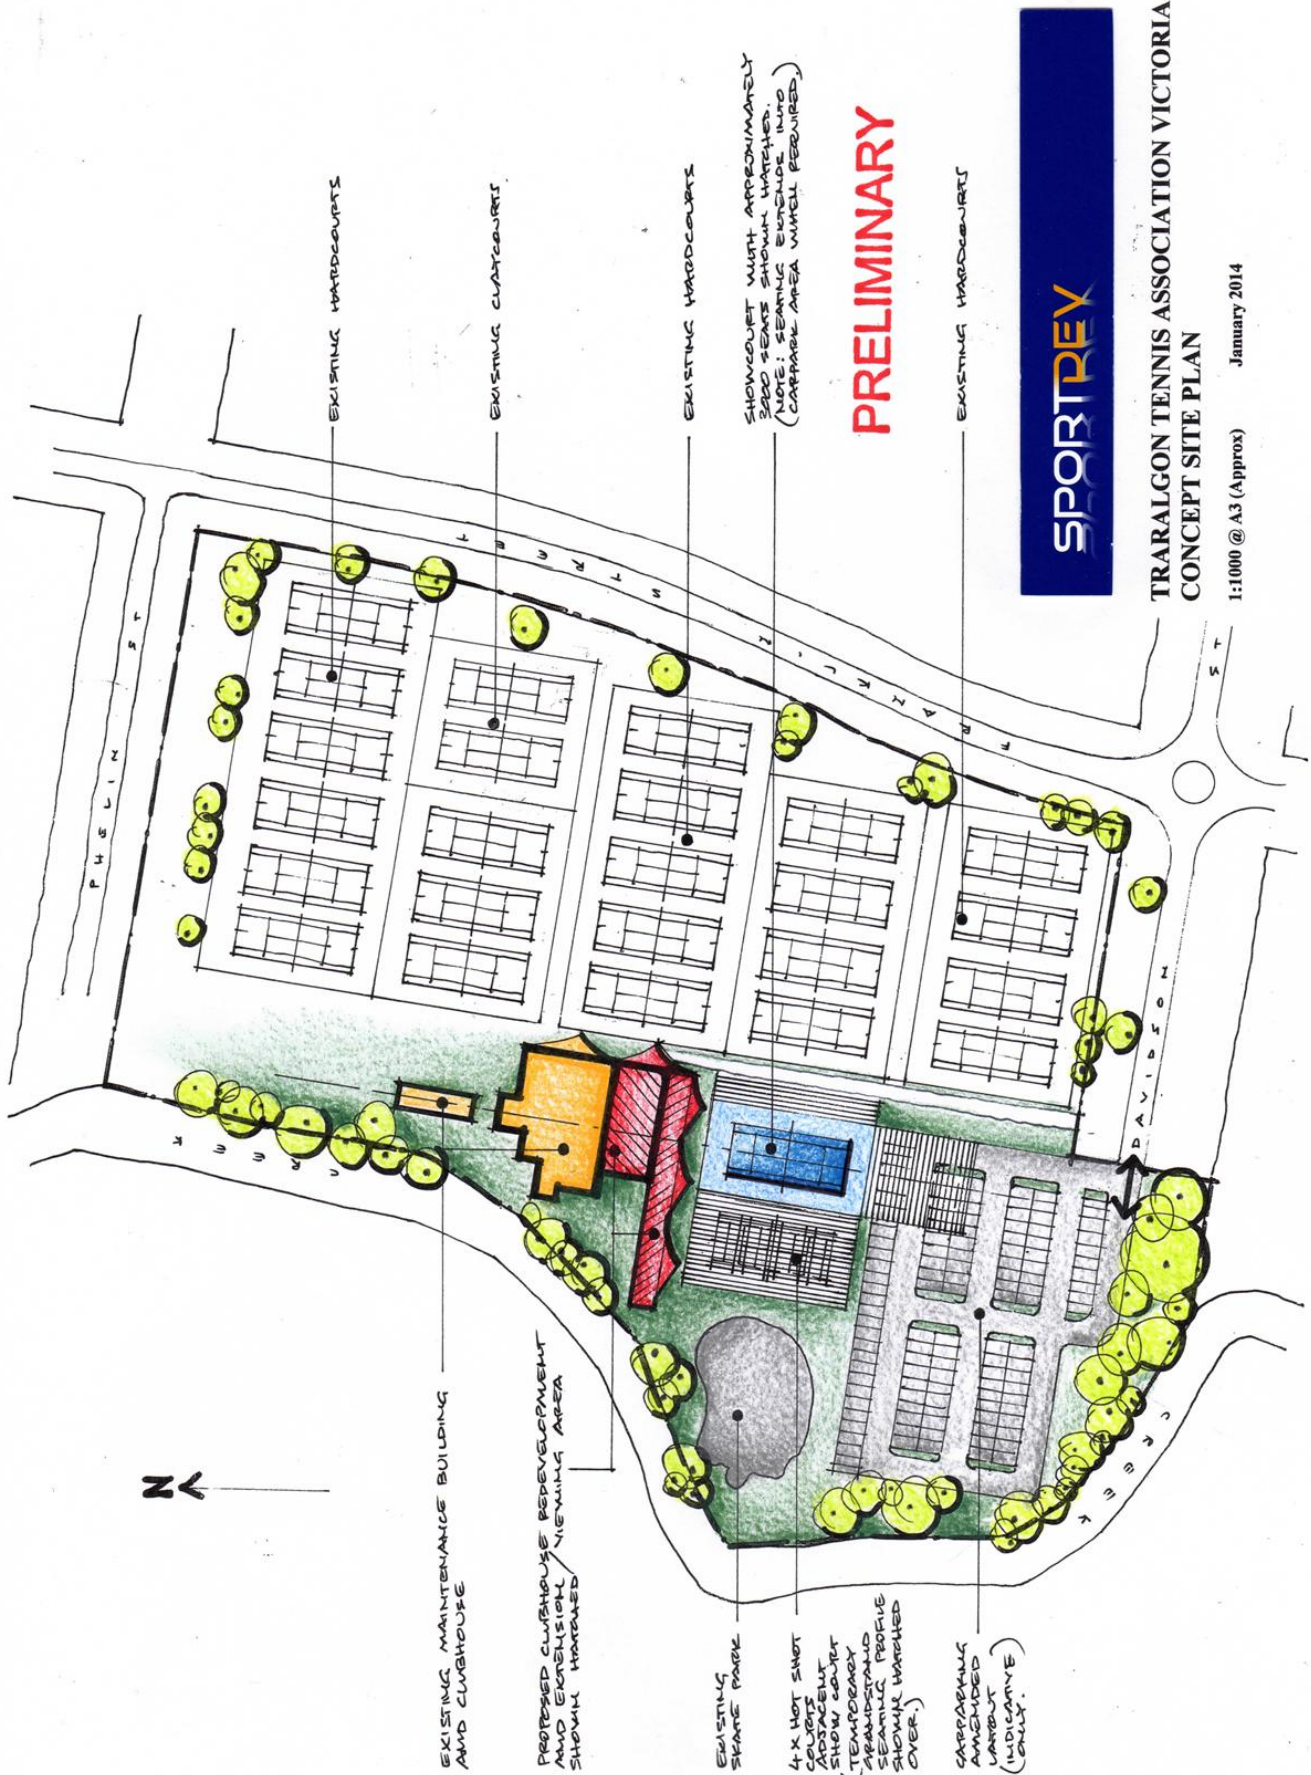 EXISTING HARDCOURTS
EXISTING CLAYCOURTS
EXISTING HARDCOURTS
SHOWCOURT WITH APPROXIMATELY
3000 SEATS SHOWN HATCHED.
(NOTE: SEATING EXTENDS INTO
CARPARK AREA WHEN REQUIRED.)
EXISTING HARDCOURTS
PRELIMINARY
SPORTDEV
TRARALGON TENNIS ASSOCIATION VICTORIA
CONCEPT SITE PLAN
1:1000 @ A3 (Approx) January 2014
PHELIN ST
FRANKLIN STREET
DAVIDSON ST
CREEK
N
EXISTING MAINTENANCE BUILDING
AND CLUBHOUSE
PROPOSED CLUBHOUSE REDEVELOPMENT
AND EXTENSION / VIEWING AREA
SHOWN HATCHED
EXISTING
SKATE PARK
4 X HOT SHOT
COURTS
ADJACENT
SHOW COURT
(TEMPORARY
GRANDSTAND
SEATING PROFILE
SHOWN HATCHED
OVER.)
CARPARKING
AMENDED
LAYOUT
(INDICATIVE
ONLY.)